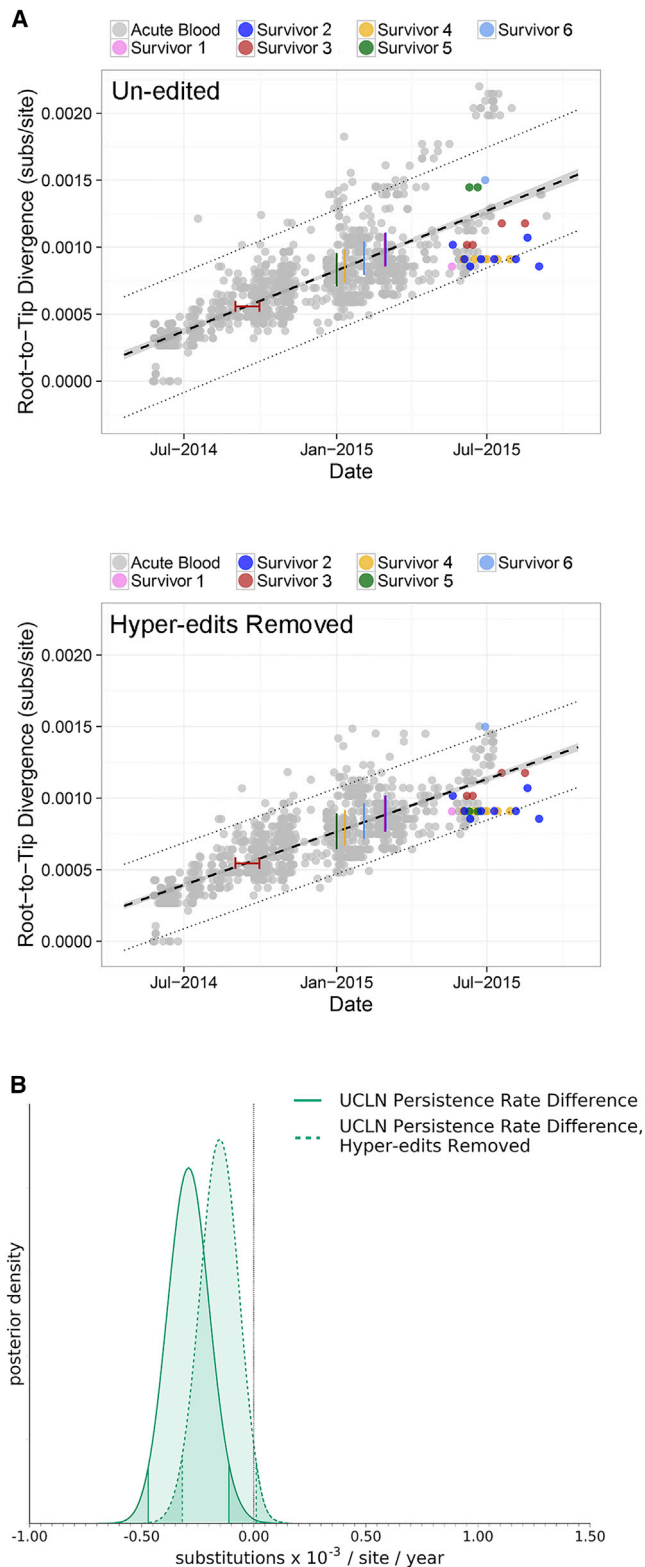 A
Acute Blood Survivor 2 Survivor 4 Survivor 6
Survivor 1 Survivor 3 Survivor 5
Un-edited
Root-to-Tip Divergence (subs/site)
0.0020
0.0015
0.0010
0.0005
0.0000
Jul-2014 Jan-2015 Jul-2015
Date
Acute Blood Survivor 2 Survivor 4 Survivor 6
Survivor 1 Survivor 3 Survivor 5
Hyper-edits Removed
Root-to-Tip Divergence (subs/site)
0.0020
0.0015
0.0010
0.0005
0.0000
Jul-2014 Jan-2015 Jul-2015
Date
B
UCLN Persistence Rate Difference
UCLN Persistence Rate Difference,
Hyper-edits Removed
posterior density
-1.00 -0.50 0.00 0.50 1.00 1.50
substitutions x 10⁻³ / site / year